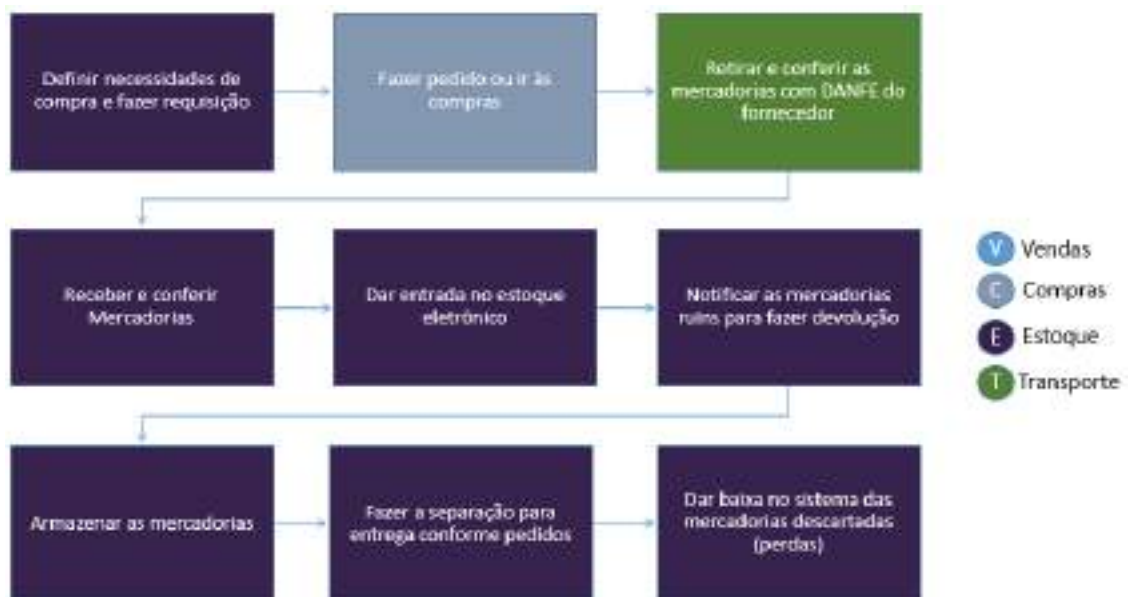 Definir necessidades de
compra e fazer requisição
Fazer pedido ou ir às
compras
Retirar e conferir as
mercadorias com DANFE do
fornecedor
Receber e conferir
Mercadorias
Dar entrada no estoque
eletrônico
Notificar as mercadorias
ruins para fazer devolução
V Vendas
C Compras
E Estoque
T Transporte
Armazenar as mercadorias
Fazer a separação para
entrega conforme pedidos
Dar baixa no sistema das
mercadorias descartadas
(perdas)